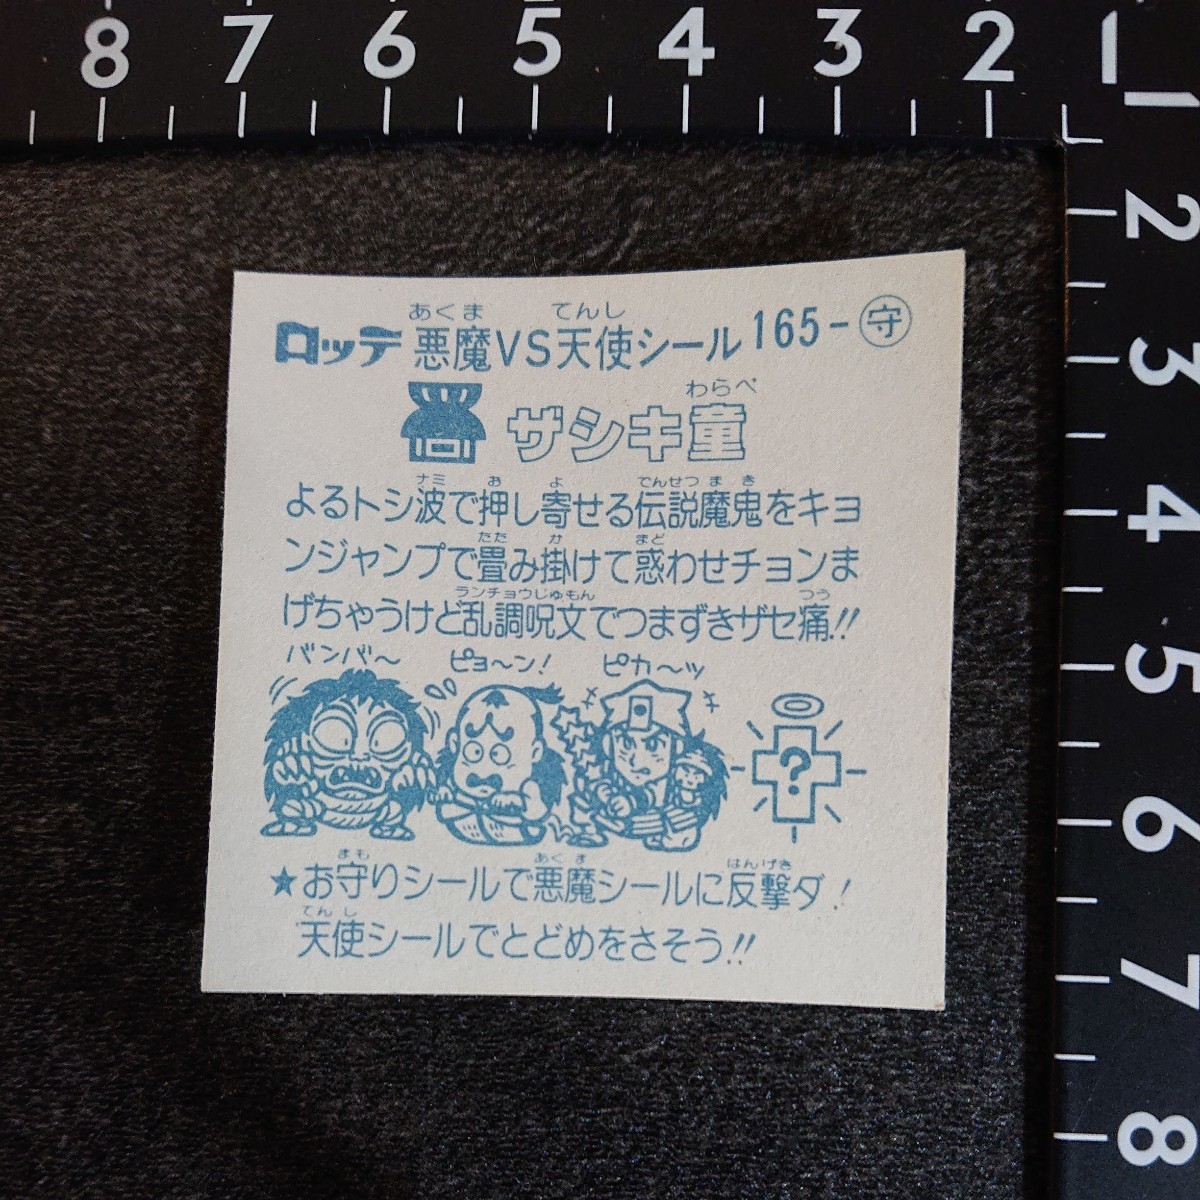 8 7 6 5 4 3 2 1
1 2 3 4 5 6 7 8
あくま てんし
ロッテ 悪魔VS天使シール 165-守
わらべ
ザシキ童
ナミ お よ でんせつ ま き
よるトシ波で押し寄せる伝説魔鬼をキョ
たた か まど
ンジャンプで畳み掛けて惑わせチョンま
ランチョウじゅもん つう
げちゃうけど乱調呪文でつまずきザセ痛!!
バンバ〜 ピョ〜ン! ピカ〜ッ
?
まも あくま はんげき
★お守りシールで悪魔シールに反撃ダ!
てんし
天使シールでとどめをさそう!!